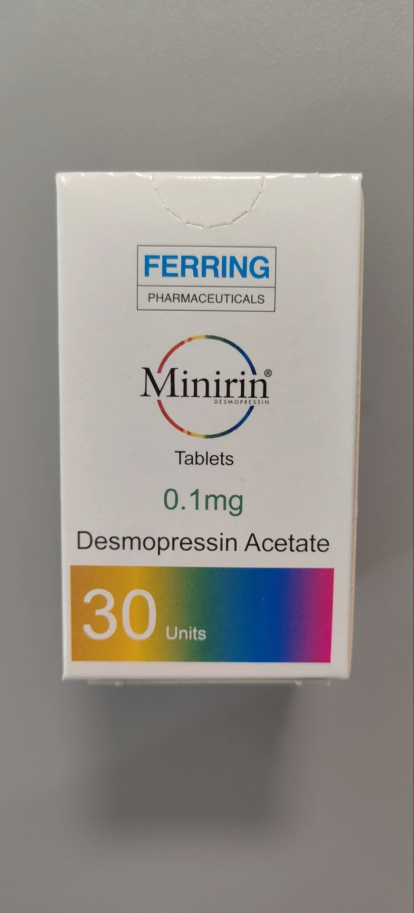 FERRING
PHARMACEUTICALS
Minirin®
DESMOPRESSIN
Tablets
0.1mg
Desmopressin Acetate
30 Units